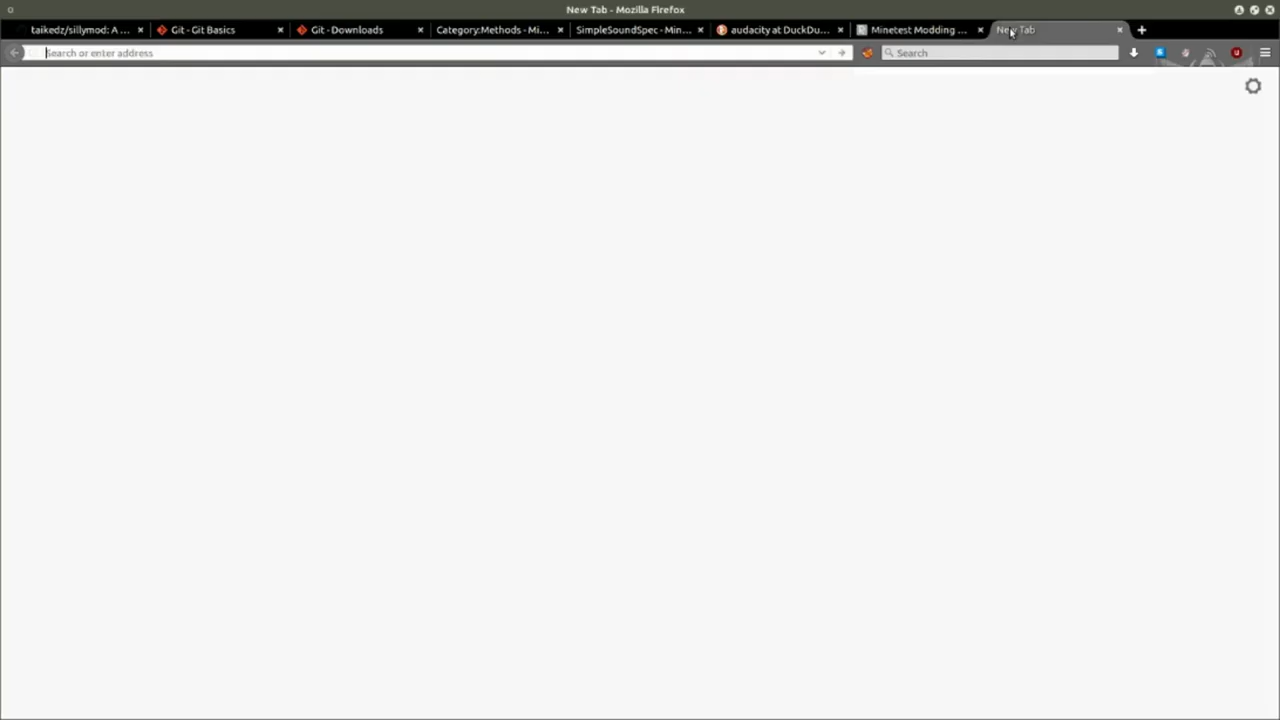 New Tab - Mozilla Firefox
taikedz/sillymod: A ...
Git - Git Basics
Git - Downloads
Category:Methods - Mi...
SimpleSoundSpec - Min...
audacity at DuckDu...
Minetest Modding ...
New Tab
Search or enter address
Search